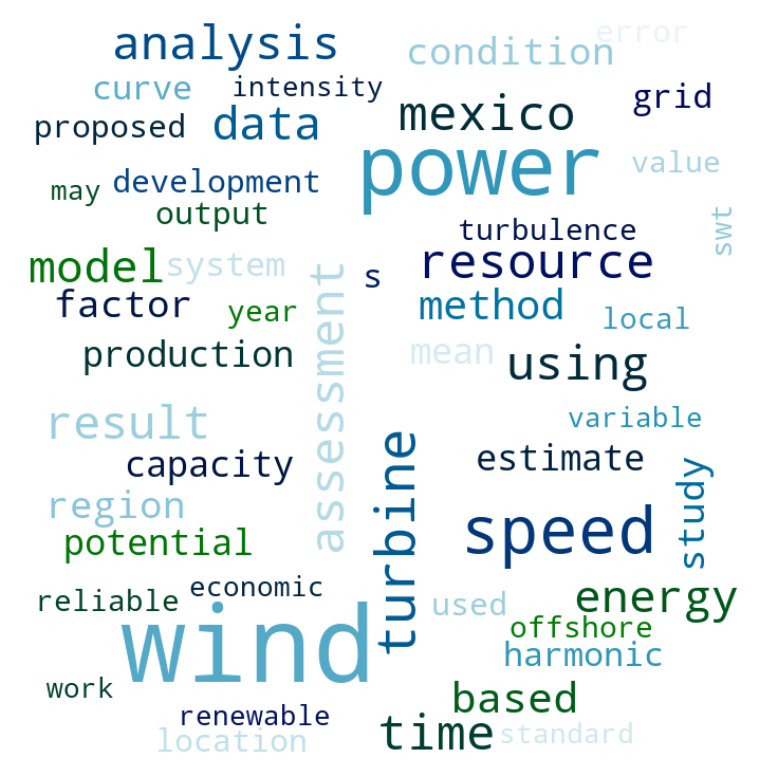 error
analysis
condition
curve
intensity
grid
mexico
proposed
data
power
value
may
development
output
turbulence
swt
model
system
s
resource
factor
year
assessment
method
local
production
mean
using
result
variable
capacity
estimate
region
turbine
study
potential
speed
reliable
economic
used
energy
wind
offshore
harmonic
work
based
renewable
time
location
standard